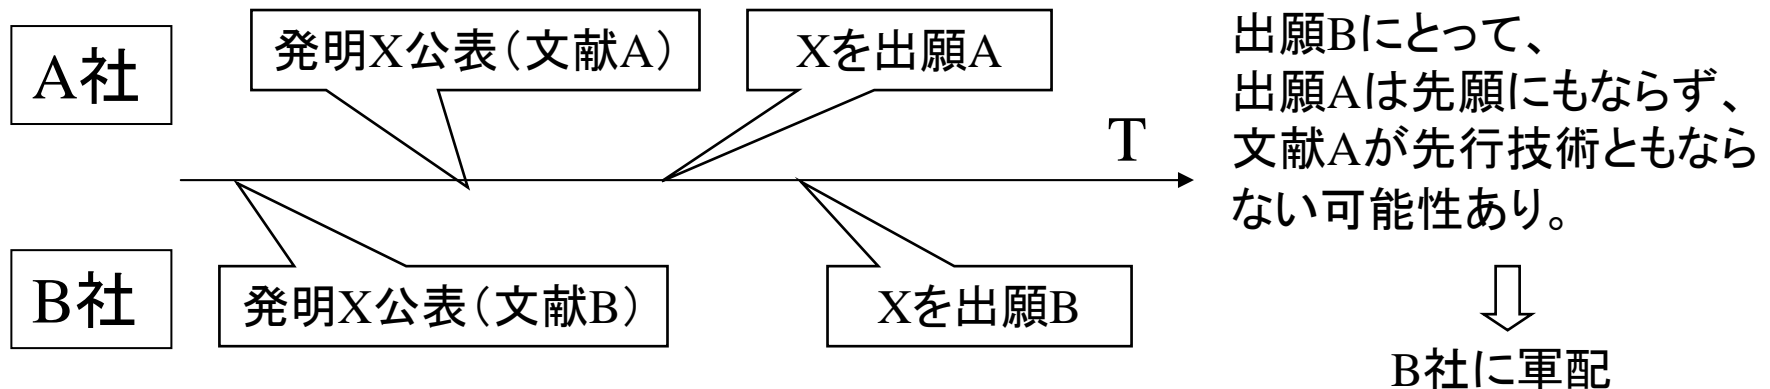 A社
発明X公表(文献A)
Xを出願A
T
B社
発明X公表(文献B)
Xを出願B
出願Bにとって、
出願Aは先願にもならず、
文献Aが先行技術ともなら
ない可能性あり。
B社に軍配